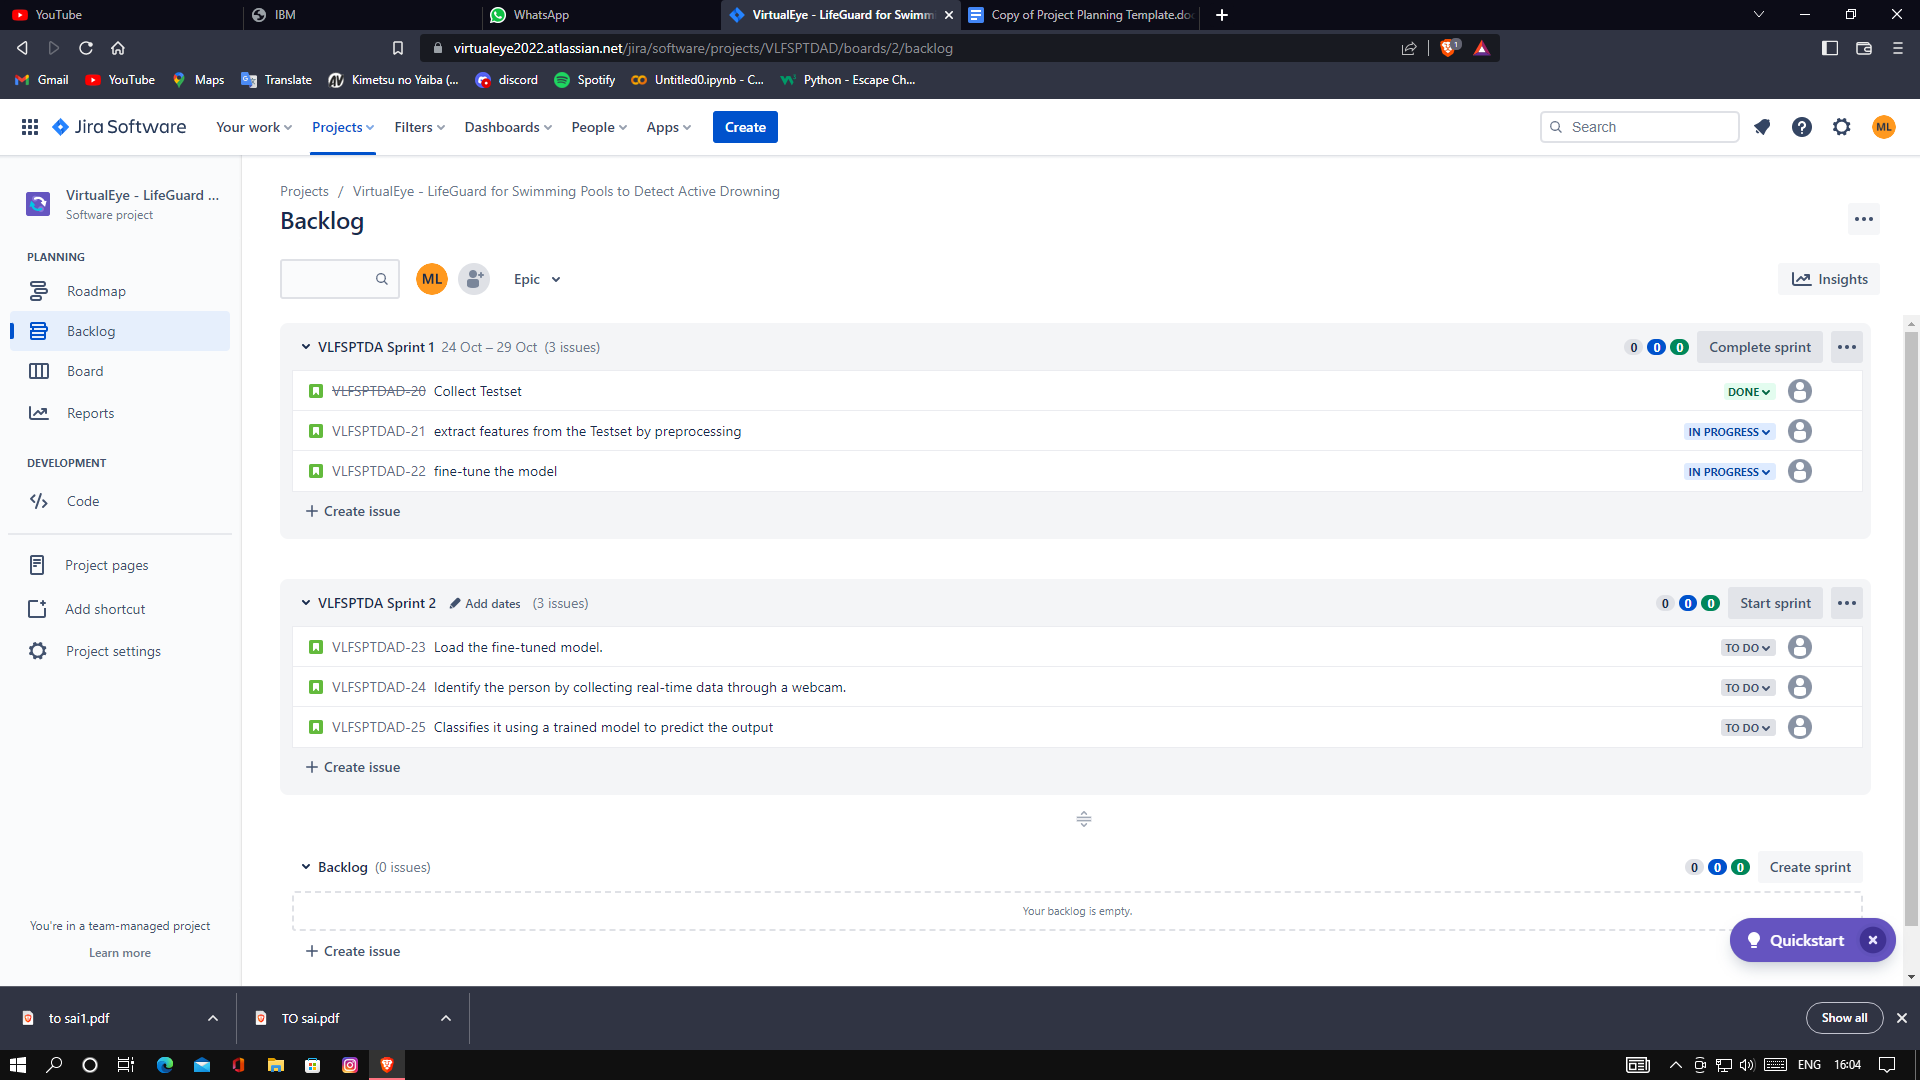 YouTube
IBM
WhatsApp
VirtualEye - LifeGuard for Swimm
Copy of Project Planning Template.do
virtualeye2022.atlassian.net/jira/software/projects/VLFSPTDAD/boards/2/backlog
1
Gmail YouTube Maps Translate Kimetsu no Yaiba (... discord Spotify Untitled0.ipynb - C... Python - Escape Ch...
Jira Software Your work Projects Filters Dashboards People Apps Create Search ML
VirtualEye - LifeGuard ...
Software project
PLANNING
Roadmap
Backlog
Board
Reports
DEVELOPMENT
Code
Project pages
Add shortcut
Project settings
You're in a team-managed project
Learn more
Projects / VirtualEye - LifeGuard for Swimming Pools to Detect Active Drowning
Backlog
ML Epic Insights
VLFSPTDA Sprint 1 24 Oct – 29 Oct (3 issues) 0 0 0 Complete sprint
VLFSPTDAD-20 Collect Testset DONE
VLFSPTDAD-21 extract features from the Testset by preprocessing IN PROGRESS
VLFSPTDAD-22 fine-tune the model IN PROGRESS
+ Create issue
VLFSPTDA Sprint 2 Add dates (3 issues) 0 0 0 Start sprint
VLFSPTDAD-23 Load the fine-tuned model. TO DO
VLFSPTDAD-24 Identify the person by collecting real-time data through a webcam. TO DO
VLFSPTDAD-25 Classifies it using a trained model to predict the output TO DO
+ Create issue
Backlog (0 issues) 0 0 0 Create sprint
Your backlog is empty.
+ Create issue
Quickstart
to sai1.pdf TO sai.pdf Show all
ENG 16:04